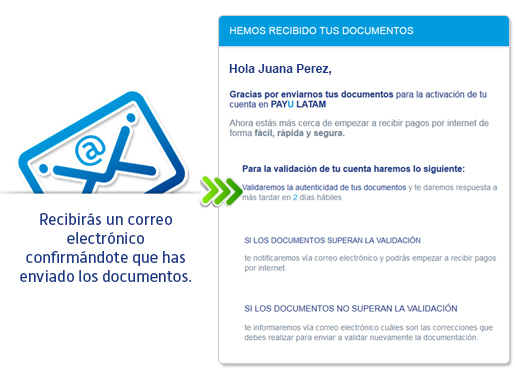 @
Recibirás un correo
electrónico
confirmándote que has
enviado los documentos.
HEMOS RECIBIDO TUS DOCUMENTOS
Hola Juana Perez,
Gracias por enviarnos tus documentos para la activación de tu
cuenta en PAYU LATAM
Ahora estás más cerca de empezar a recibir pagos por internet de
forma fácil, rápida y segura.
Para la validación de tu cuenta haremos lo siguiente:
Validaremos la autenticidad de tus documentos y te daremos respuesta a
más tardar en 2 días hábiles
SI LOS DOCUMENTOS SUPERAN LA VALIDACIÓN
te notificaremos vía correo electrónico y podrás empezar a recibir pagos
por internet.
SI LOS DOCUMENTOS NO SUPERAN LA VALIDACIÓN
te informaremos vía correo electrónico cuáles son las correcciones que
debes realizar para enviar a validar nuevamente la documentación.